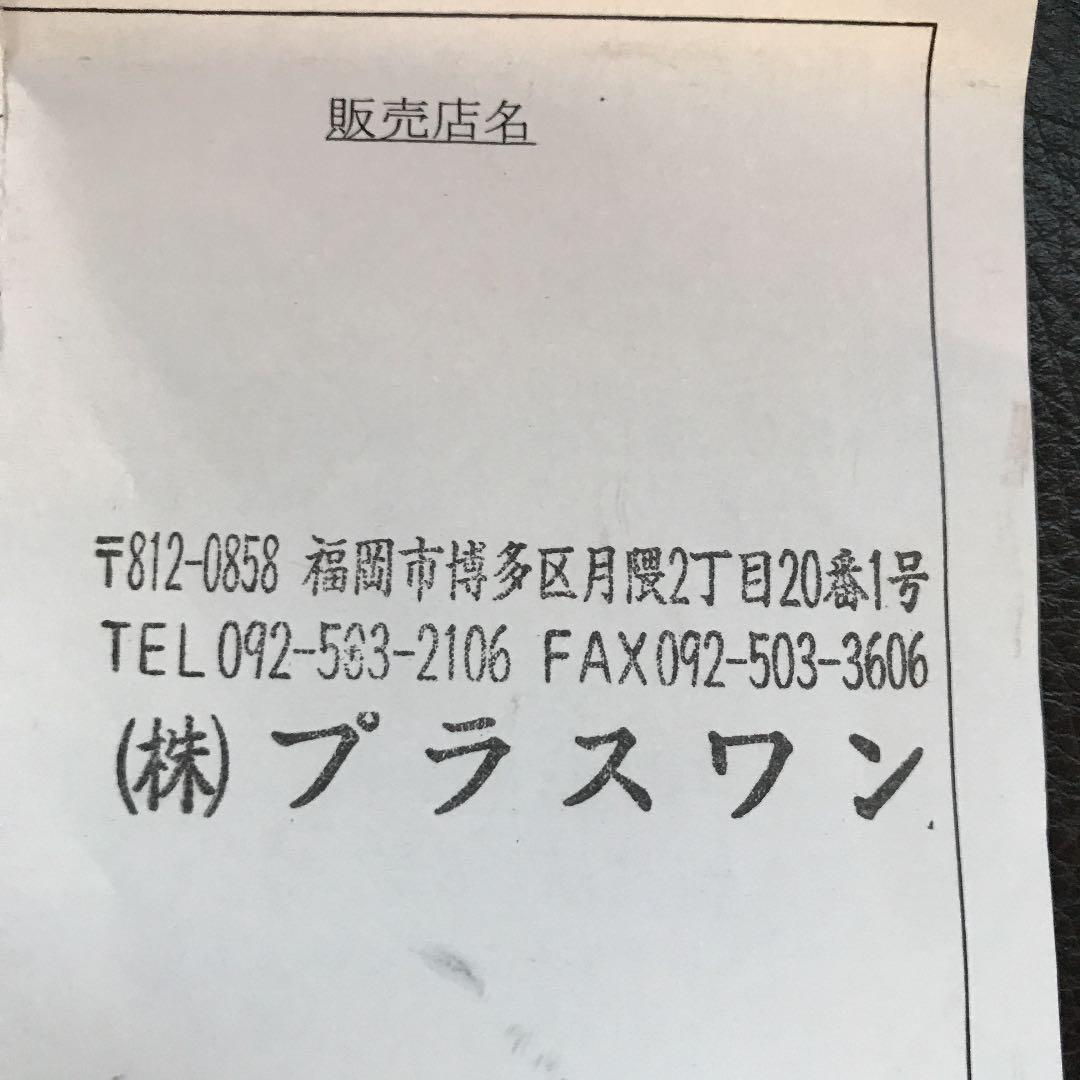 販売店名
〒812-0858 福岡市博多区月隈2丁目20番1号
TEL092-503-2106 FAX092-503-3606
(株)プラスワン